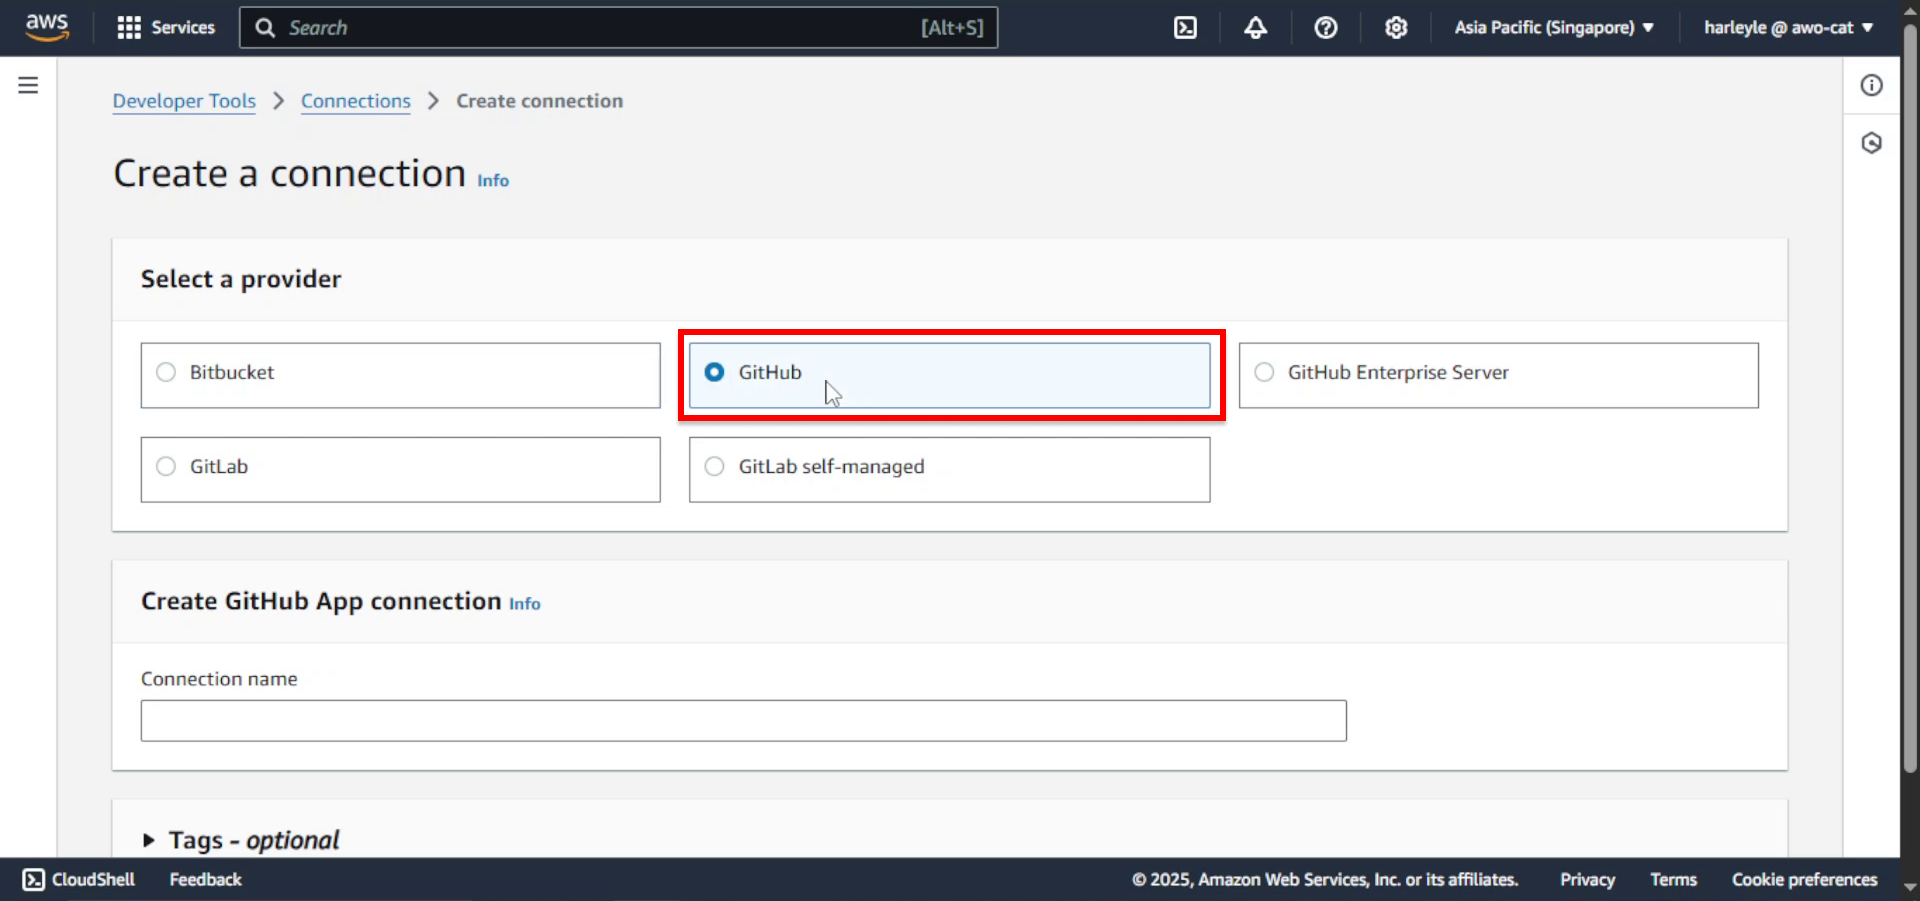 aws Services Search [Alt+S] Asia Pacific (Singapore) harleyle @ awo-cat
Developer Tools Connections Create connection
Create a connection Info
Select a provider
Bitbucket GitHub GitHub Enterprise Server
GitLab GitLab self-managed
Create GitHub App connection Info
Connection name
Tags - optional
CloudShell Feedback © 2025, Amazon Web Services, Inc. or its affiliates. Privacy Terms Cookie preferences